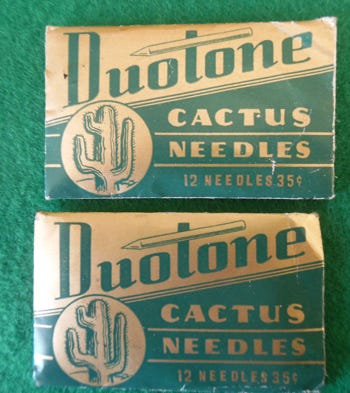 Duotone
CACTUS
NEEDLES
12 NEEDLES 35¢
Duotone
CACTUS
NEEDLES
12 NEEDLES 35¢